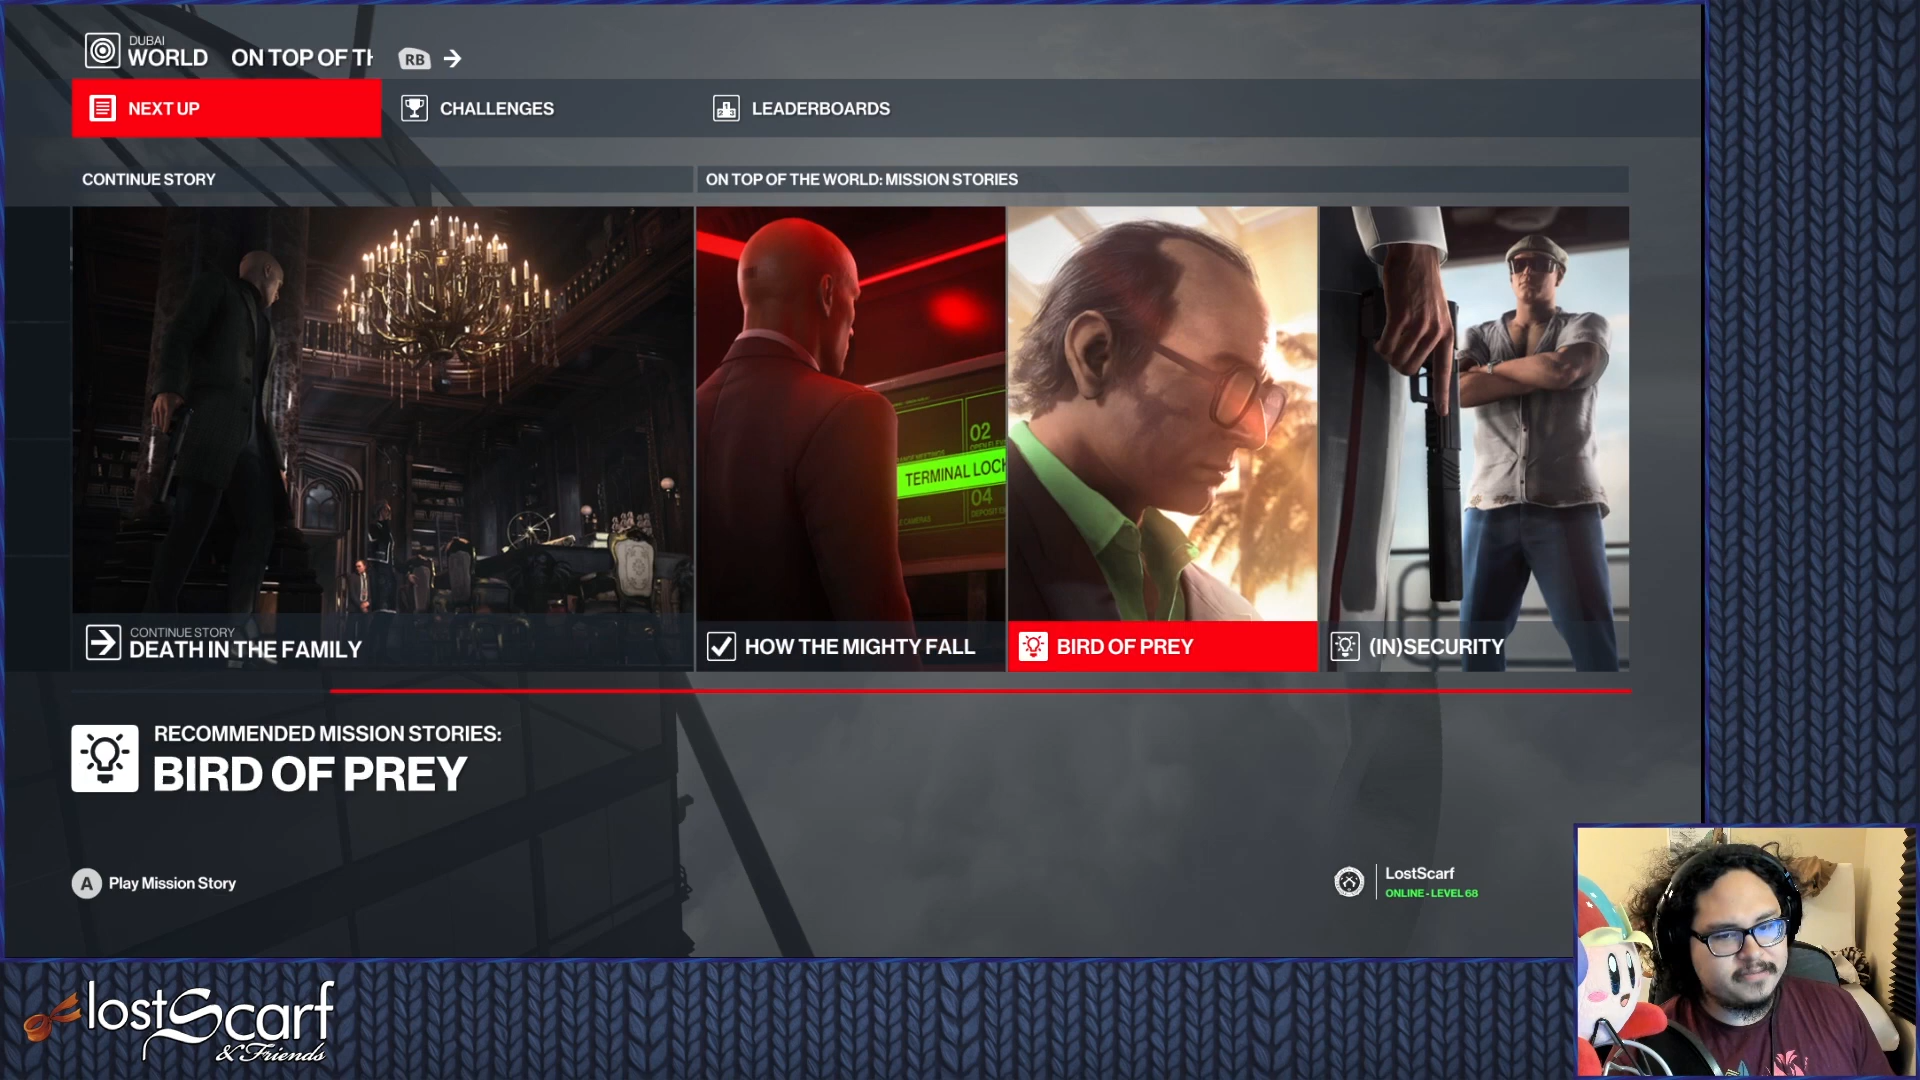 DUBAI
WORLD ON TOP OF TH
RB
NEXT UP
CHALLENGES
LEADERBOARDS
CONTINUE STORY
ON TOP OF THE WORLD: MISSION STORIES
02
TERMINAL LOCK
04
CONTINUE STORY
DEATH IN THE FAMILY
HOW THE MIGHTY FALL
BIRD OF PREY
(IN)SECURITY
RECOMMENDED MISSION STORIES:
BIRD OF PREY
A Play Mission Story
LostScarf
ONLINE - LEVEL 68
lostScarf
& Friends